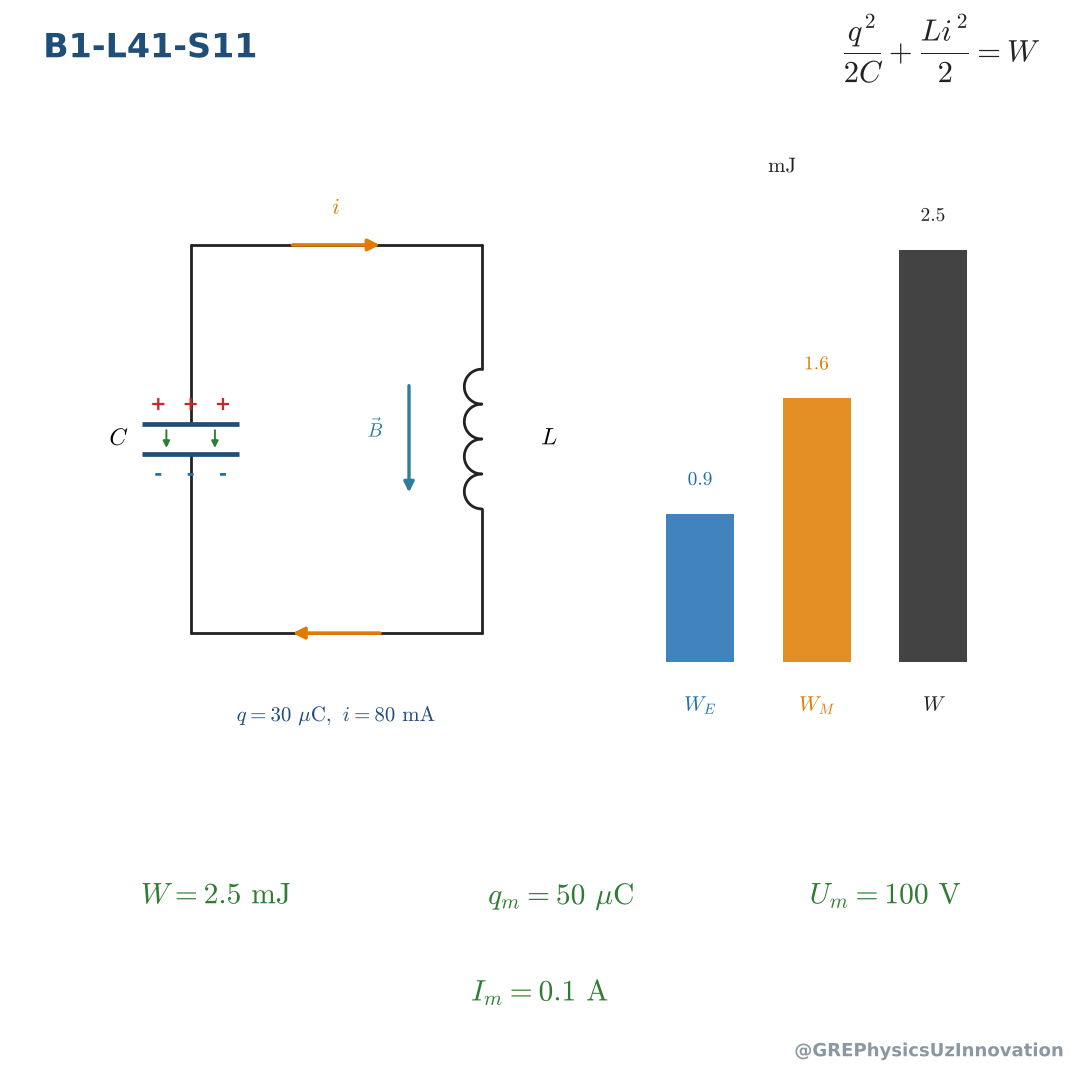 B1-L41-S11
q²/2C + Li²/2 = W
mJ
i
2.5
1.6
+ + +
C
B⃗
L
- - -
0.9
W_E W_M W
q = 30 μC, i = 80 mA
W = 2.5 mJ q_m = 50 μC U_m = 100 V
I_m = 0.1 A
@GREPhysicsUzInnovation